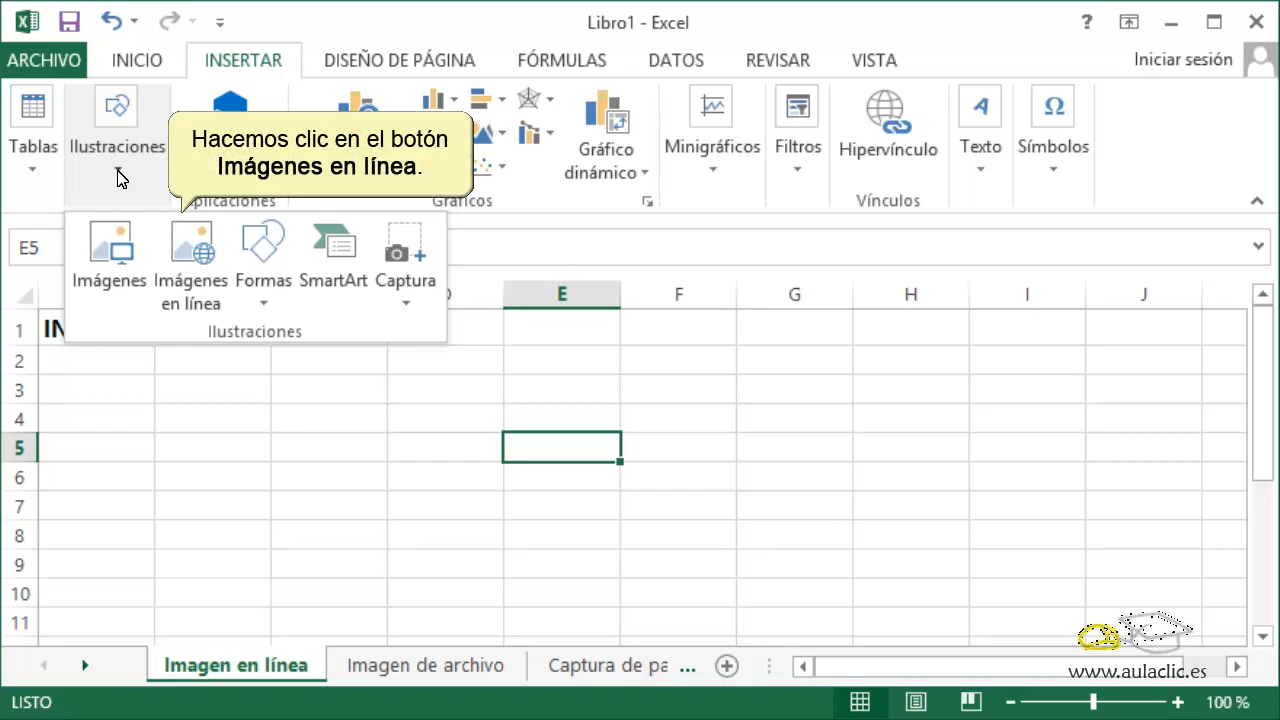 Libro1 - Excel
?
ARCHIVO INICIO INSERTAR DISEÑO DE PÁGINA FÓRMULAS DATOS REVISAR VISTA Iniciar sesión
Hacemos clic en el botón
Imágenes en línea.
Tablas Ilustraciones Gráfico dinámico Minigráficos Filtros Hipervínculo Texto Símbolos
Gráficos Vínculos
E5
Imágenes Imágenes en línea Formas SmartArt Captura
Ilustraciones
E F G H I J
1
2
3
4
5
6
7
8
9
10
11
Imagen en línea Imagen de archivo Captura de pa ...
www.aulaclic.es
LISTO 100 %